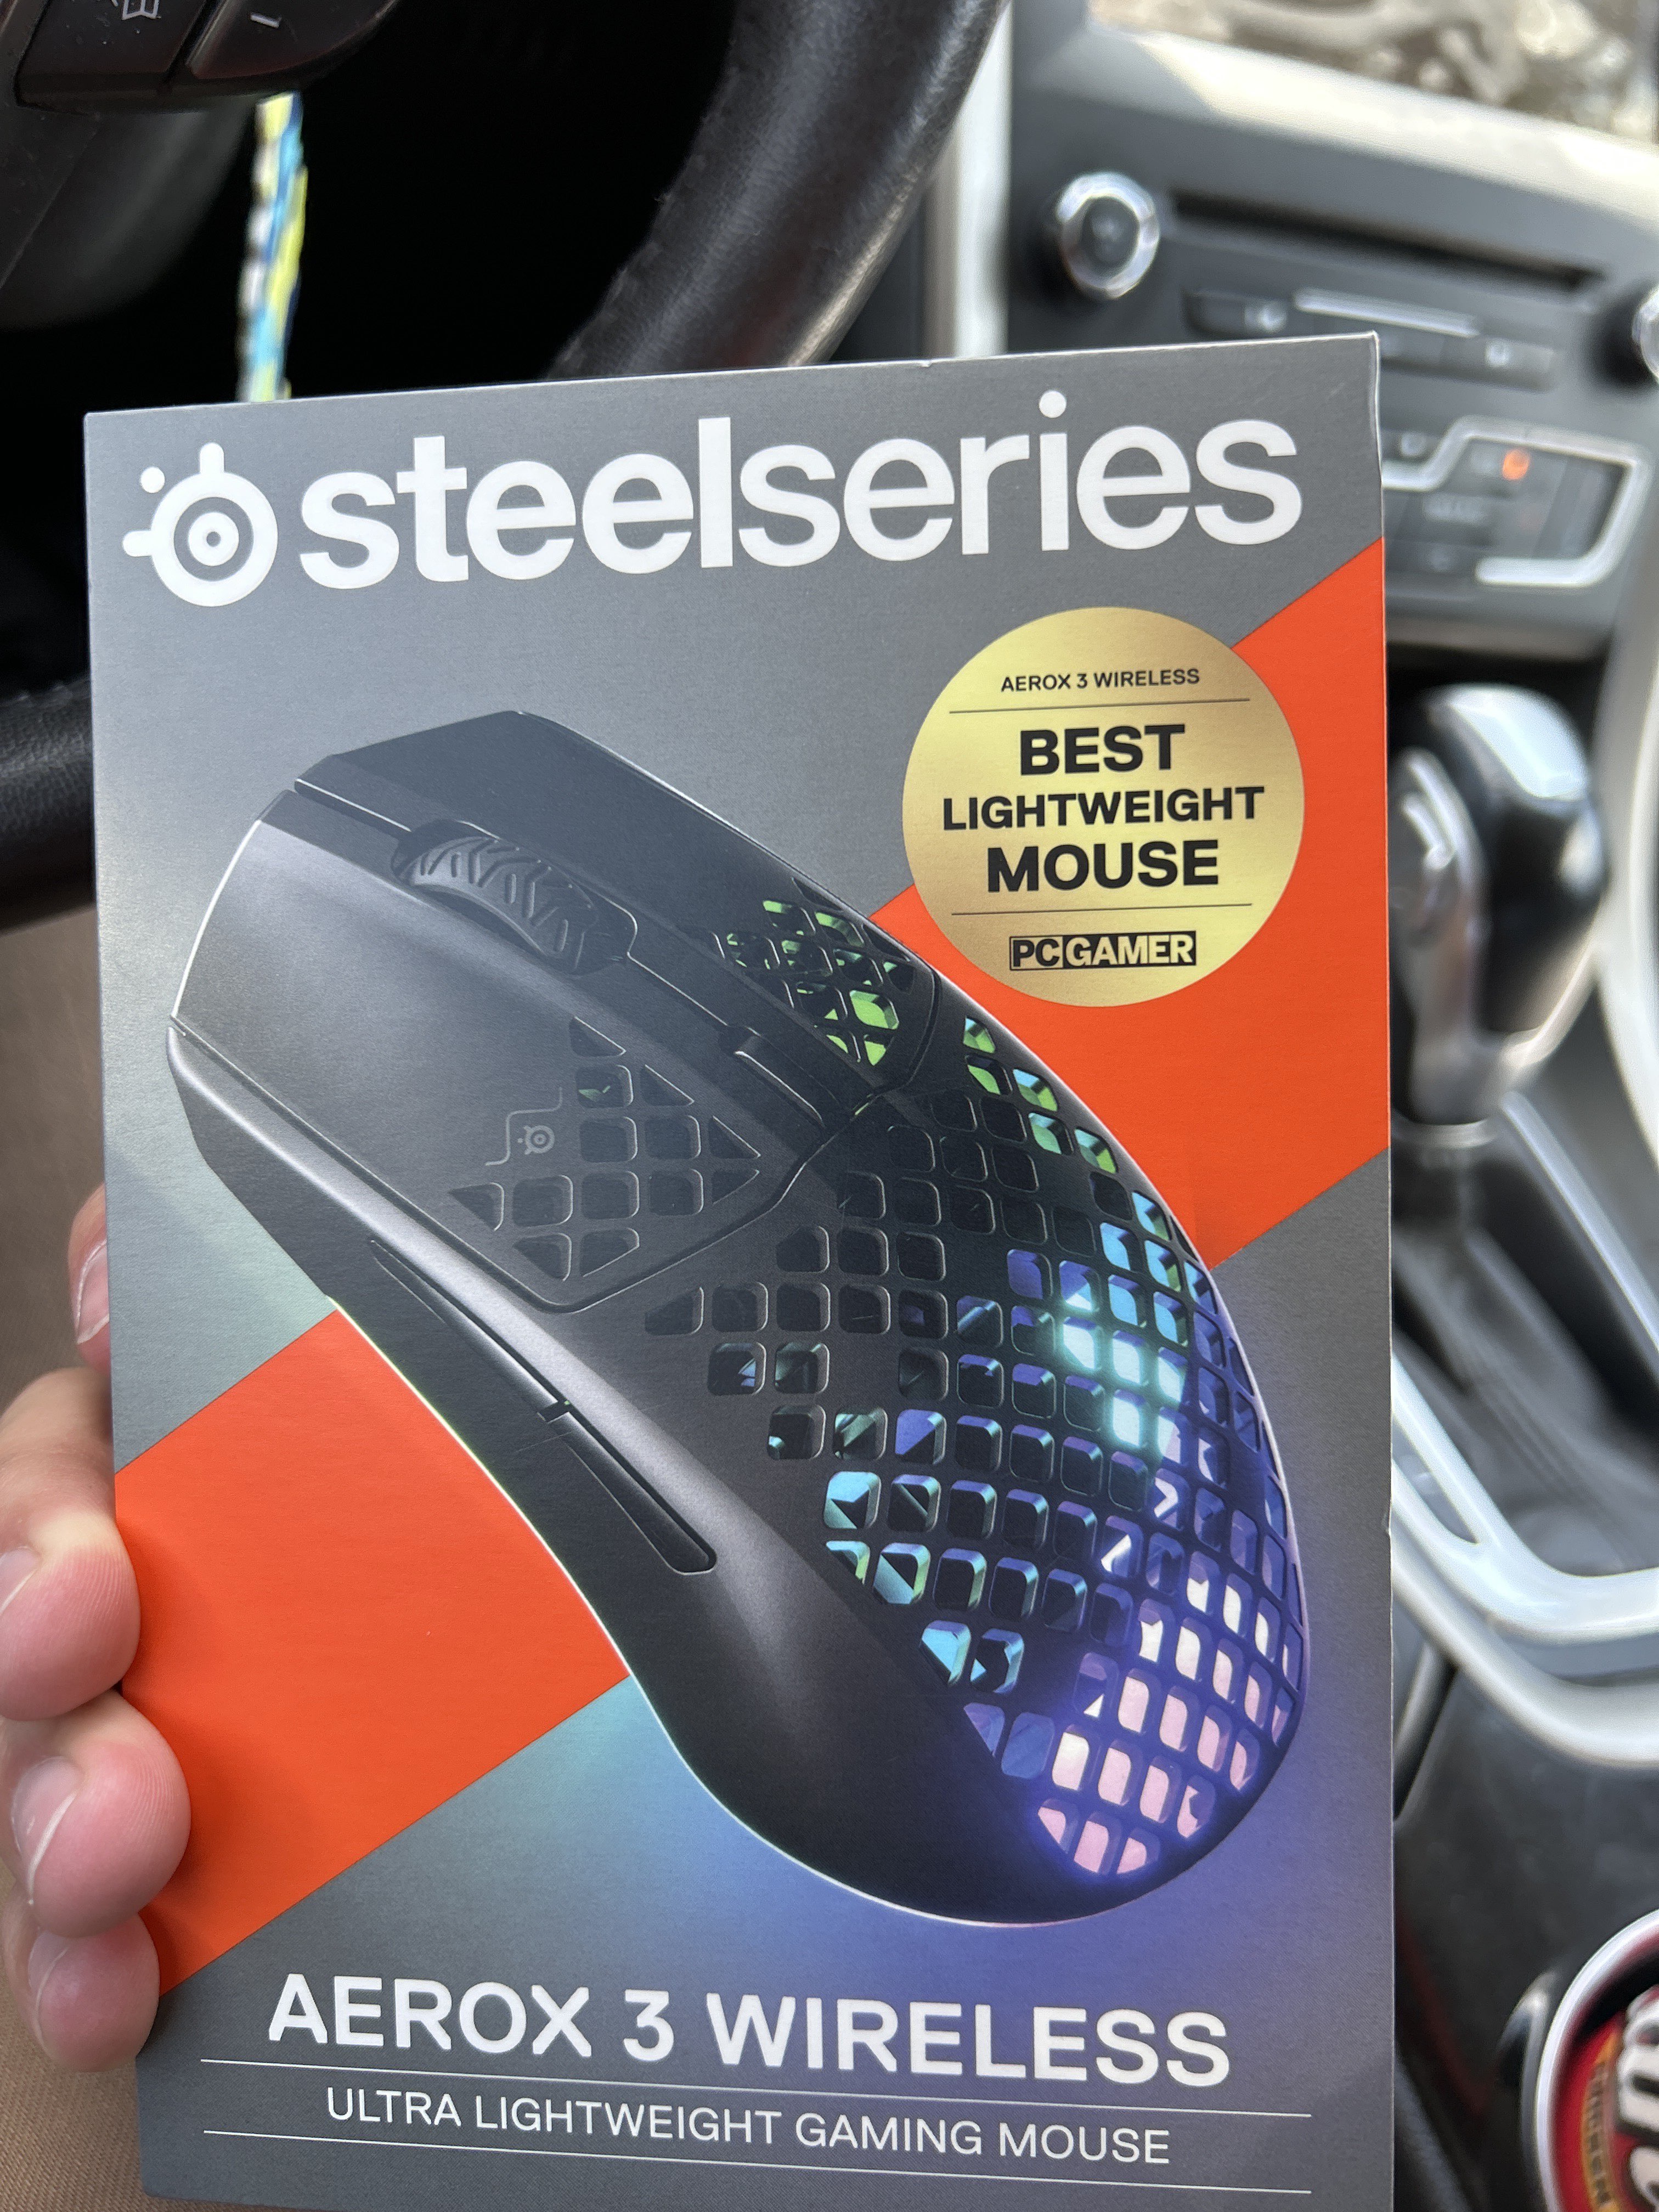 steelseries
AEROX 3 WIRELESS
BEST
LIGHTWEIGHT
MOUSE
PC GAMER
AEROX 3 WIRELESS
ULTRA LIGHTWEIGHT GAMING MOUSE